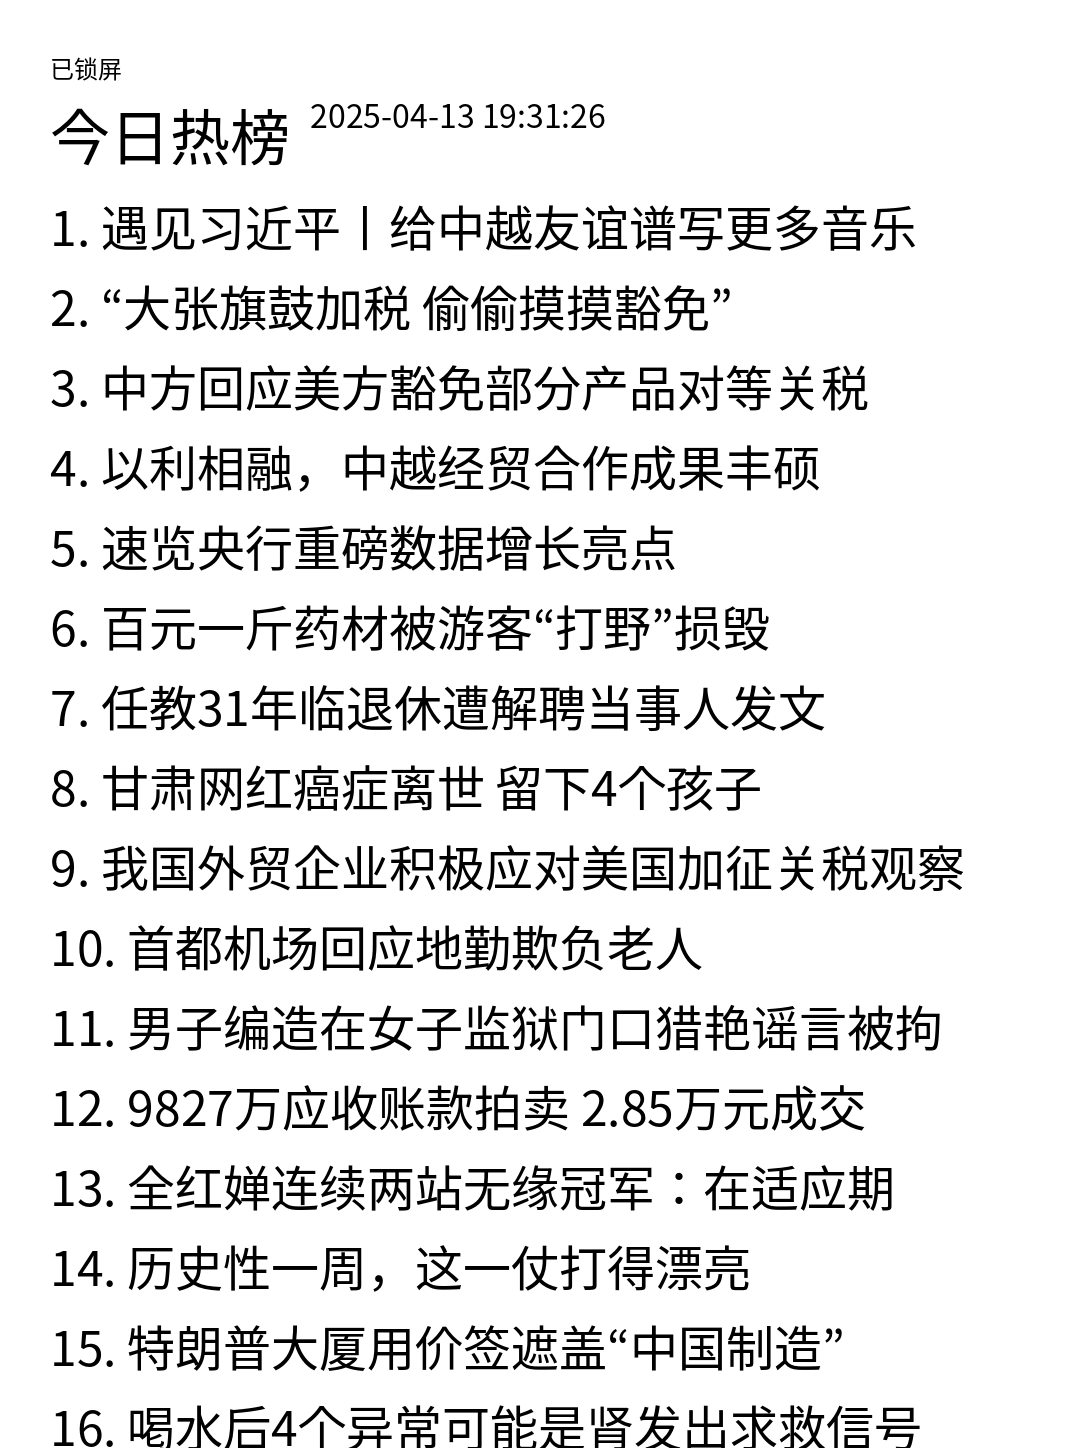 已锁屏
今日热榜 2025-04-13 19:31:26
1. 遇见习近平丨给中越友谊谱写更多音乐
2. “大张旗鼓加税 偷偷摸摸豁免”
3. 中方回应美方豁免部分产品对等关税
4. 以利相融，中越经贸合作成果丰硕
5. 速览央行重磅数据增长亮点
6. 百元一斤药材被游客“打野”损毁
7. 任教31年临退休遭解聘当事人发文
8. 甘肃网红癌症离世 留下4个孩子
9. 我国外贸企业积极应对美国加征关税观察
10. 首都机场回应地勤欺负老人
11. 男子编造在女子监狱门口猎艳谣言被拘
12. 9827万应收账款拍卖 2.85万元成交
13. 全红婵连续两站无缘冠军：在适应期
14. 历史性一周，这一仗打得漂亮
15. 特朗普大厦用价签遮盖“中国制造”
16. 喝水后4个异常可能是肾发出求救信号